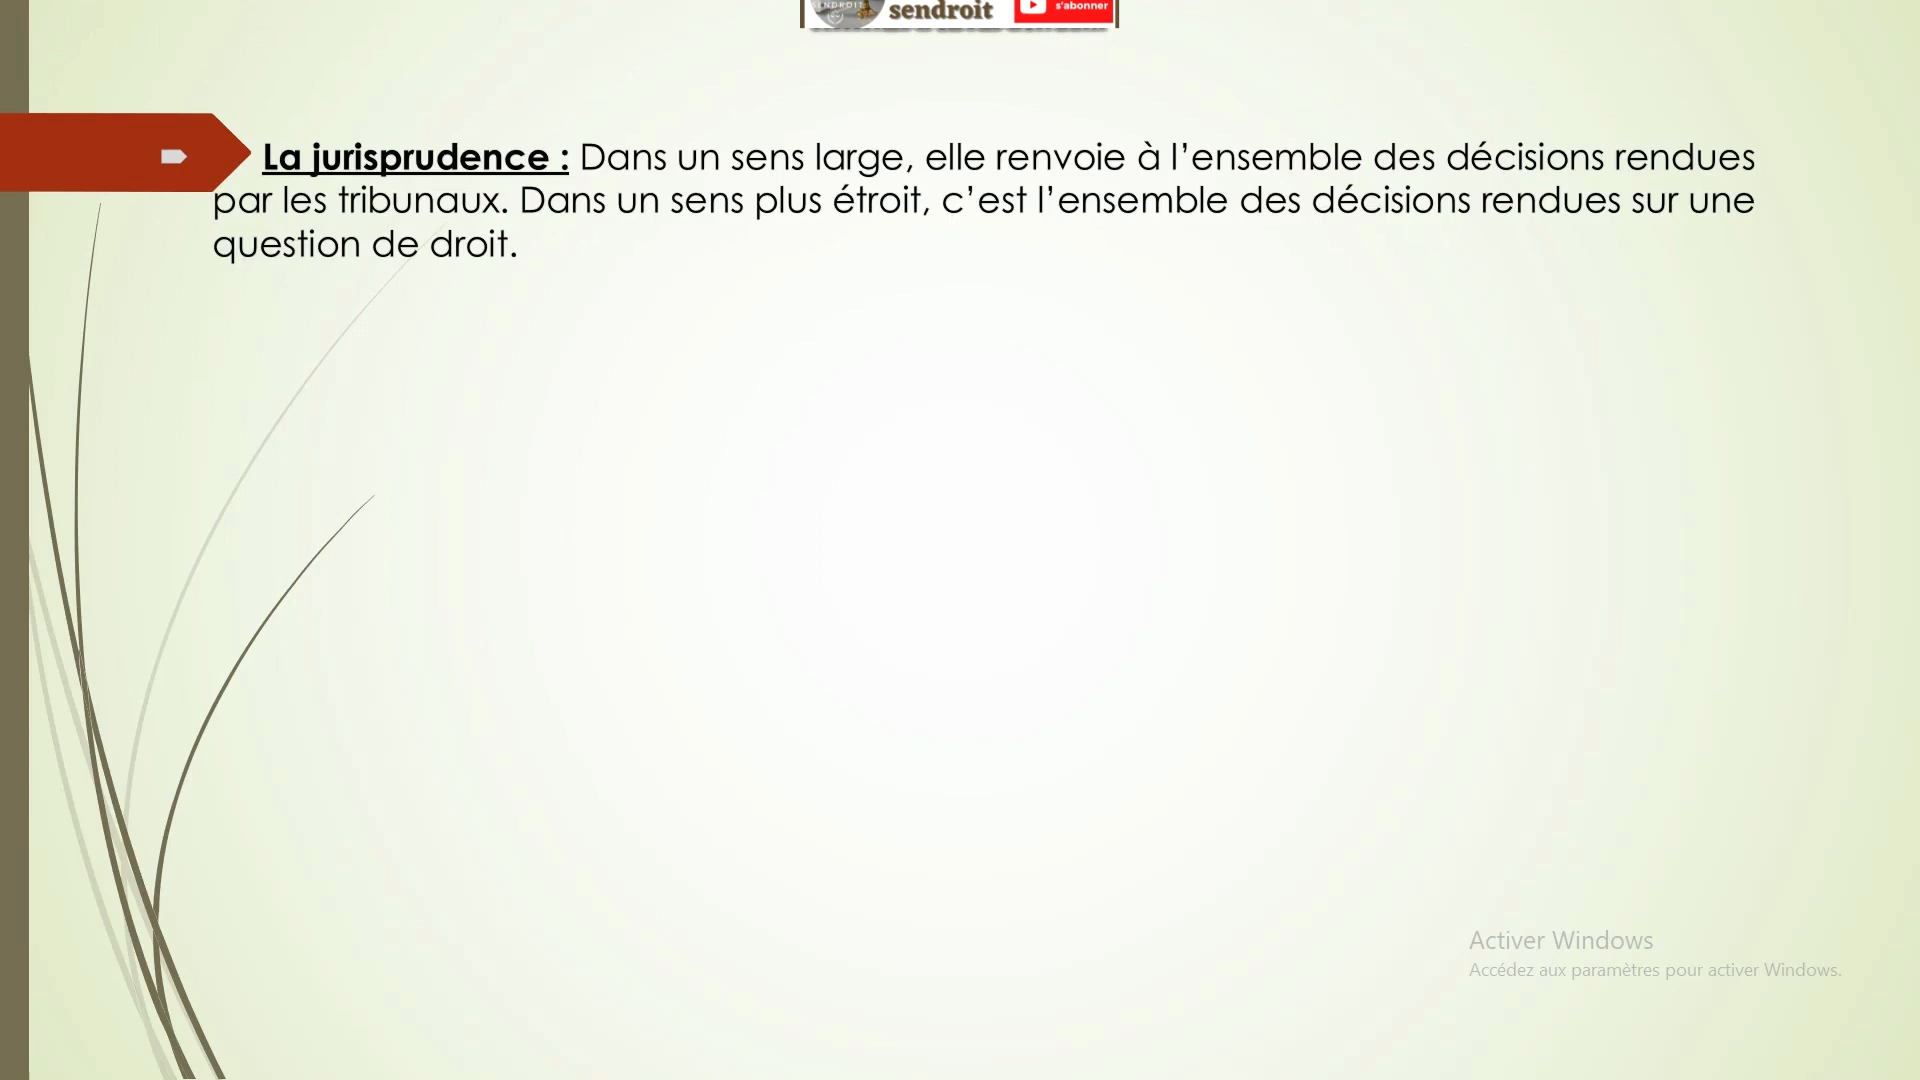 SENDROIT
sendroit
s'abonner
La jurisprudence : Dans un sens large, elle renvoie à l’ensemble des décisions rendues
par les tribunaux. Dans un sens plus étroit, c’est l’ensemble des décisions rendues sur une
question de droit.
Activer Windows
Accédez aux paramètres pour activer Windows.